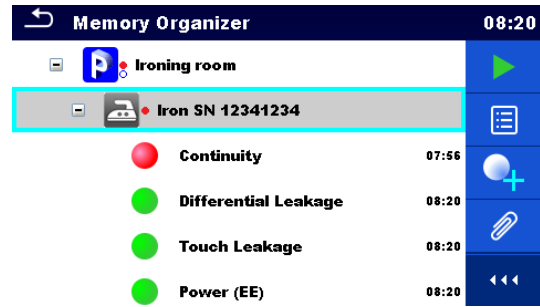 Memory Organizer 08:20
Ironing room
Iron SN 12341234
Continuity 07:56
Differential Leakage 08:20
Touch Leakage 08:20
Power (EE) 08:20